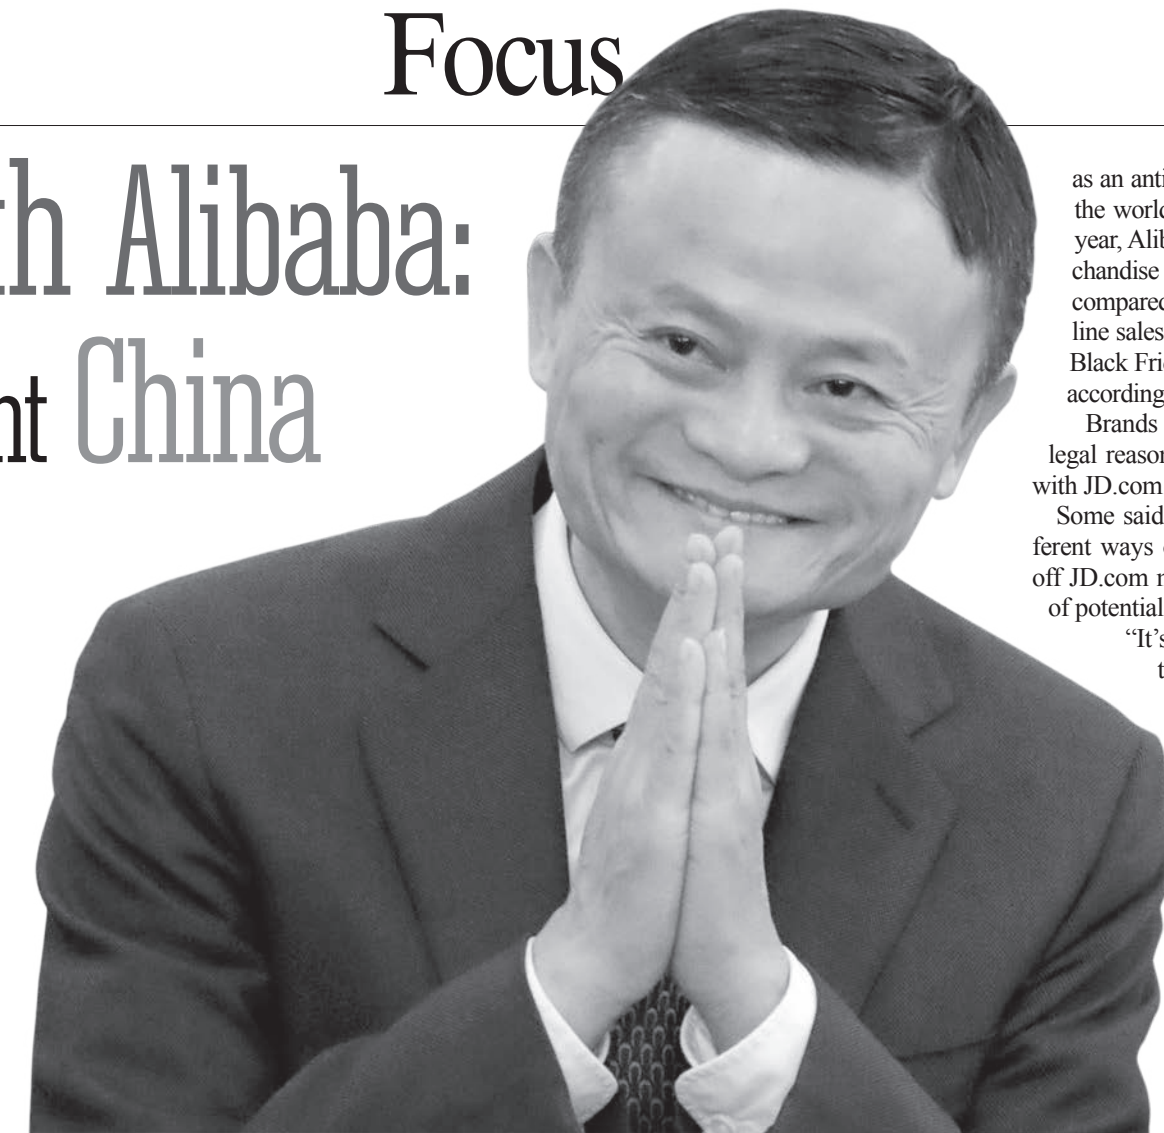 Focus
th Alibaba:
nt China
as an anti
the world
year, Alib
chandise
compared
line sales
Black Frid
according
Brands
legal reason
with JD.com
Some said
ferent ways
off JD.com
of potential
“It’s
t